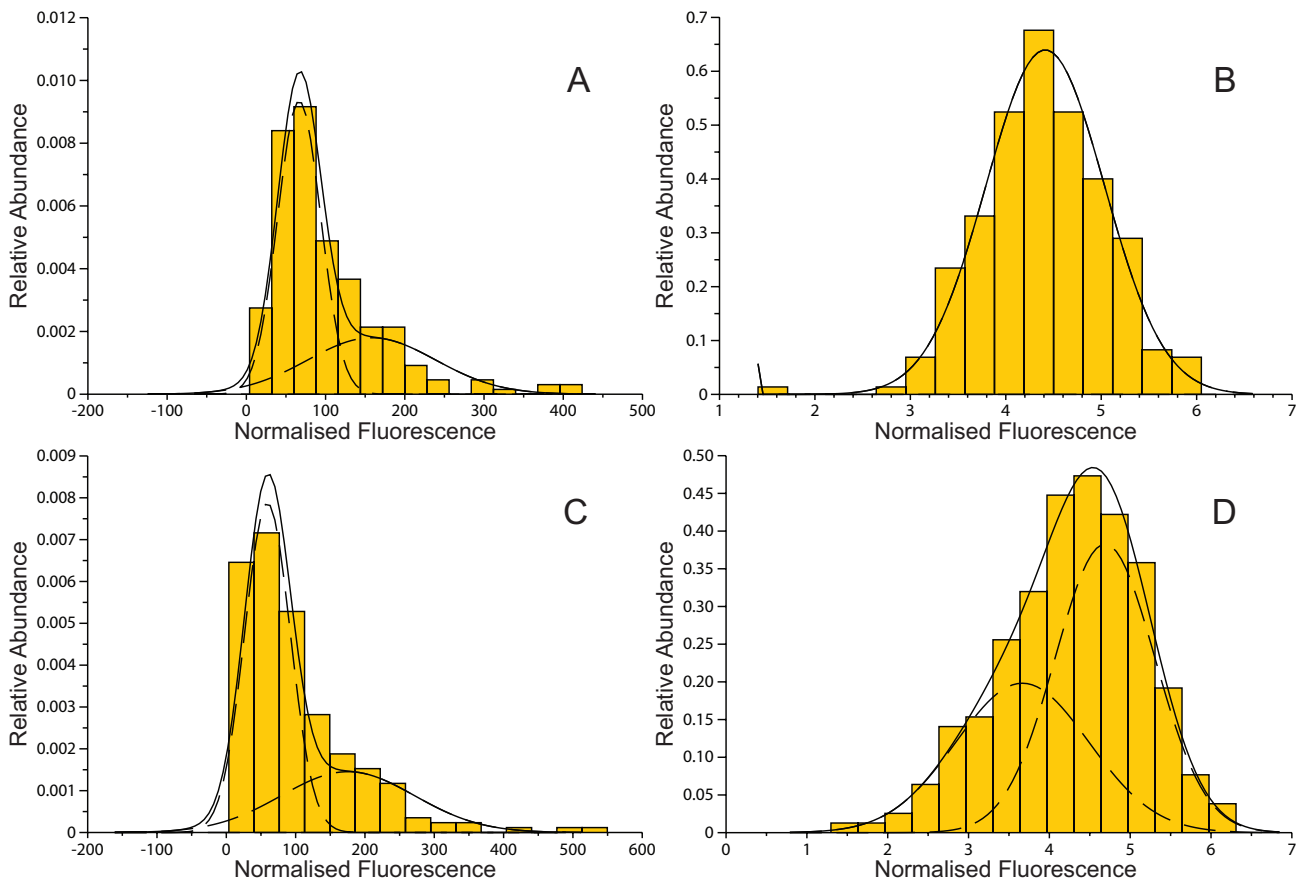 A
0.012
0.010
0.008
0.006
0.004
0.002
0
Relative Abundance
-200 -100 0 100 200 300 400 500
Normalised Fluorescence
B
0.7
0.6
0.5
0.4
0.3
0.2
0.1
0
Relative Abundance
1 2 3 4 5 6 7
Normalised Fluorescence
C
0.009
0.008
0.007
0.006
0.005
0.004
0.003
0.002
0.001
0
Relative Abundance
-200 -100 0 100 200 300 400 500 600
Normalised Fluorescence
D
0.50
0.45
0.40
0.35
0.30
0.25
0.20
0.15
0.10
0.05
0
Relative Abundance
0 1 2 3 4 5 6 7
Normalised Fluorescence